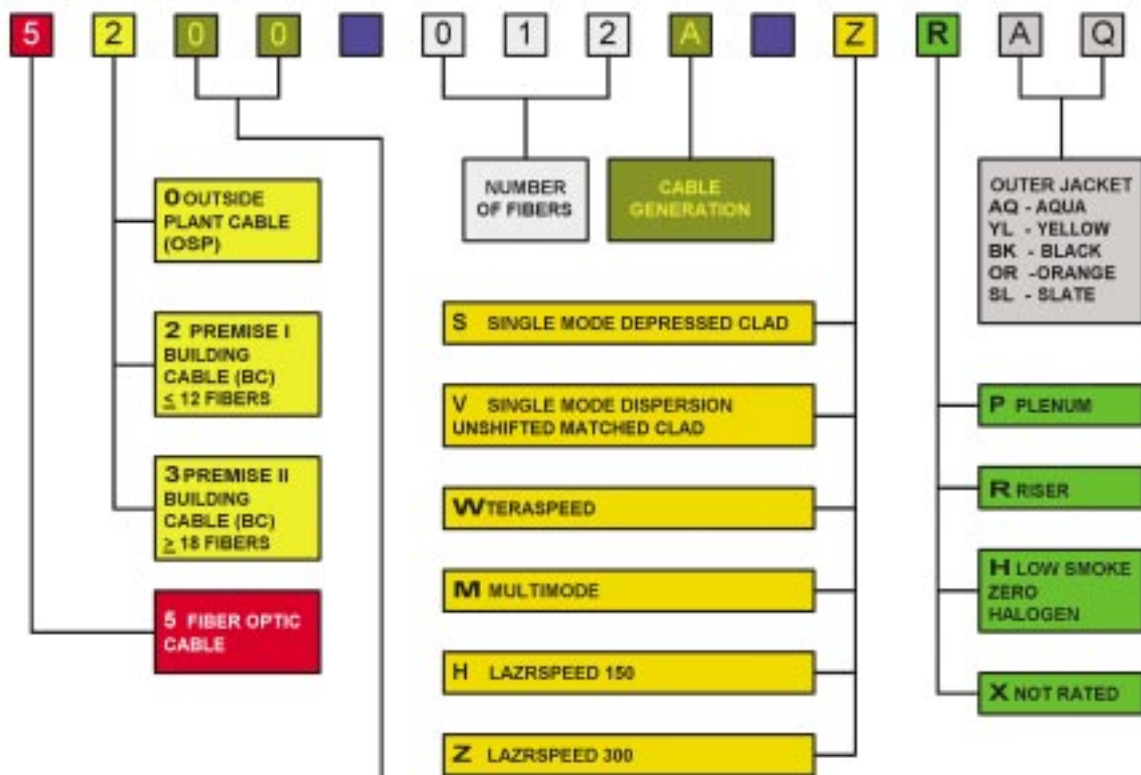 5 2 0 0 0 1 2 A Z R A Q
0 OUTSIDE
PLANT CABLE
(OSP)
2 PREMISE I
BUILDING
CABLE (BC)
≤ 12 FIBERS
3 PREMISE II
BUILDING
CABLE (BC)
≥ 18 FIBERS
5 FIBER OPTIC
CABLE
NUMBER
OF FIBERS
CABLE
GENERATION
S SINGLE MODE DEPRESSED CLAD
V SINGLE MODE DISPERSION
UNSHIFTED MATCHED CLAD
W TERASPEED
M MULTIMODE
H LAZRSPEED 150
Z LAZRSPEED 300
OUTER JACKET
AQ - AQUA
YL - YELLOW
BK - BLACK
OR -ORANGE
SL - SLATE
P PLENUM
R RISER
H LOW SMOKE
ZERO
HALOGEN
X NOT RATED